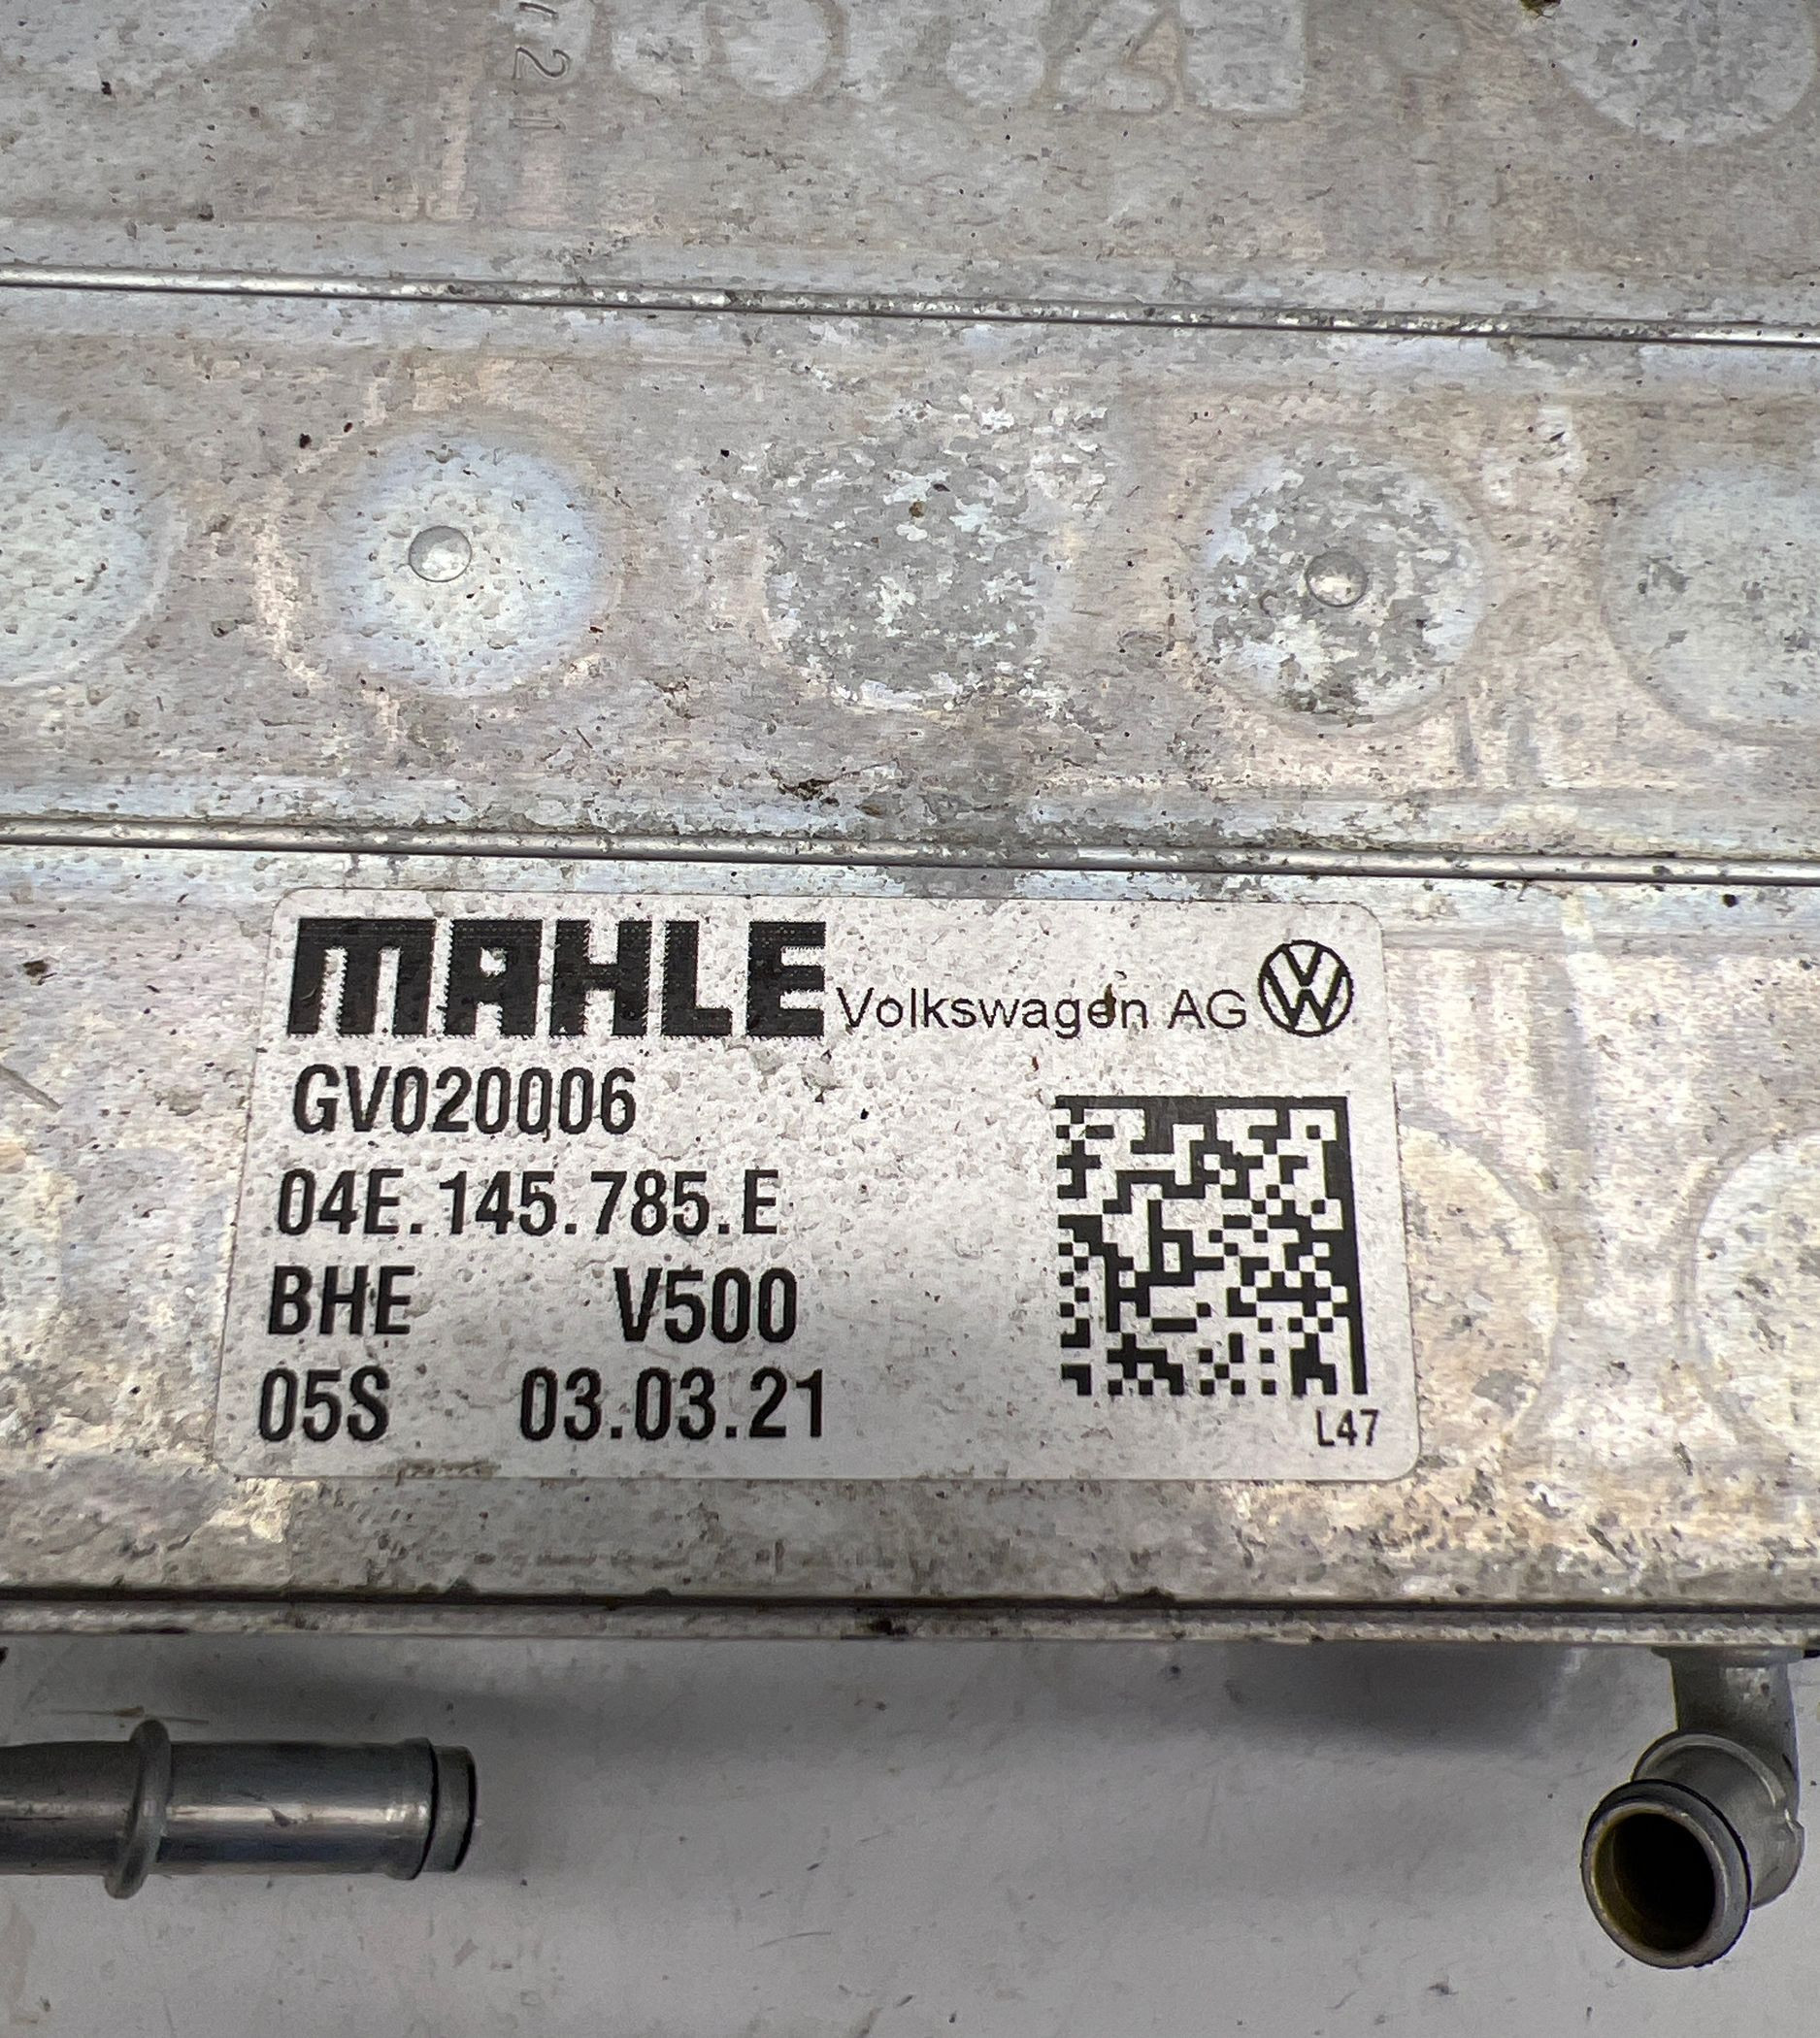 MAHLE Volkswagen AG
GV020006
04E.145.785.E
BHE V500
05S 03.03.21
L47